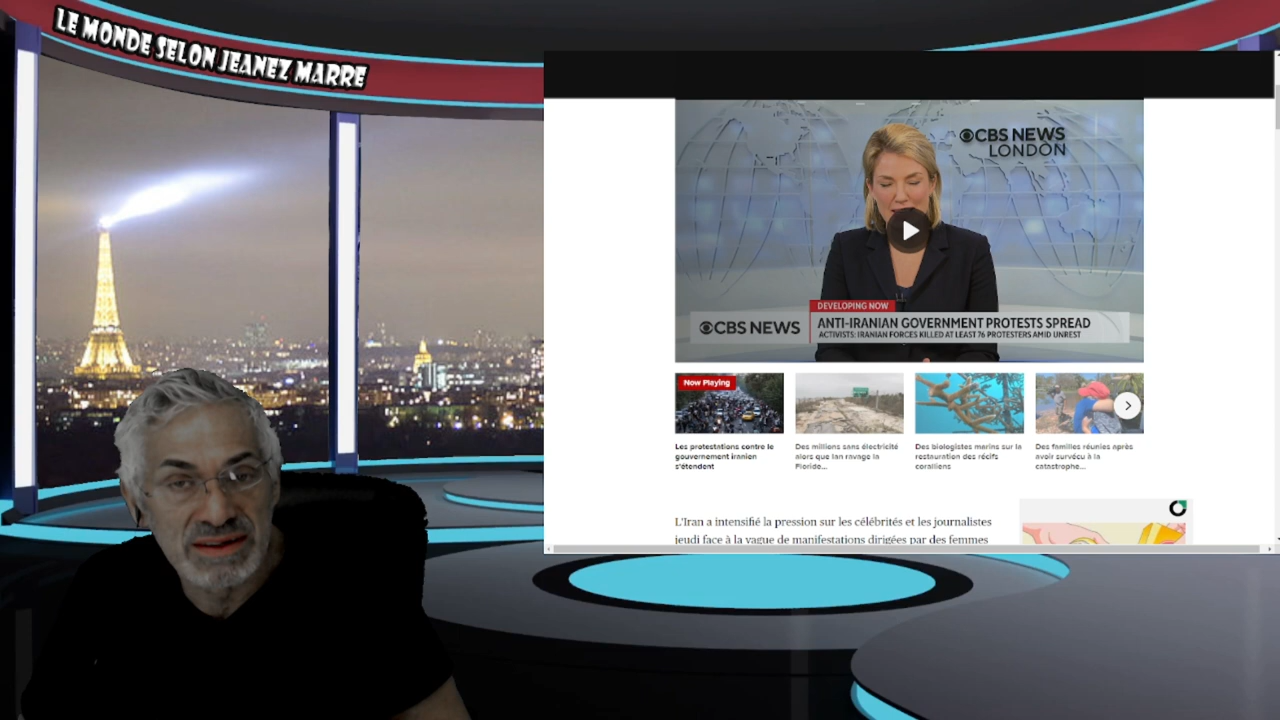 LE MONDE SELON JEANEZ MARRE
CBS NEWS
LONDON
DEVELOPING NOW
CBS NEWS
ANTI-IRANIAN GOVERNMENT PROTESTS SPREAD
ACTIVISTS: IRANIAN FORCES KILLED AT LEAST 76 PROTESTERS AMID UNREST
Now Playing
Les protestations contre le
gouvernement iranien
s'étendent
Des millions sans électricité
alors que Ian ravage la
Floride...
Des biologistes marins sur la
restauration des récifs
coralliens
Des familles réunies après
avoir survécu à la
catastrophe...
L'Iran a intensifié la pression sur les célébrités et les journalistes
jeudi face à la vague de manifestations dirigées par des femmes